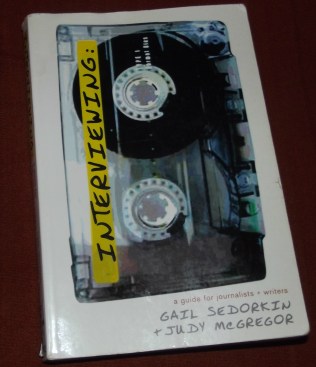 INTERVIEWING:
a guide for journalists + writers
GAIL SEDORKIN
+ JUDY McGREGOR